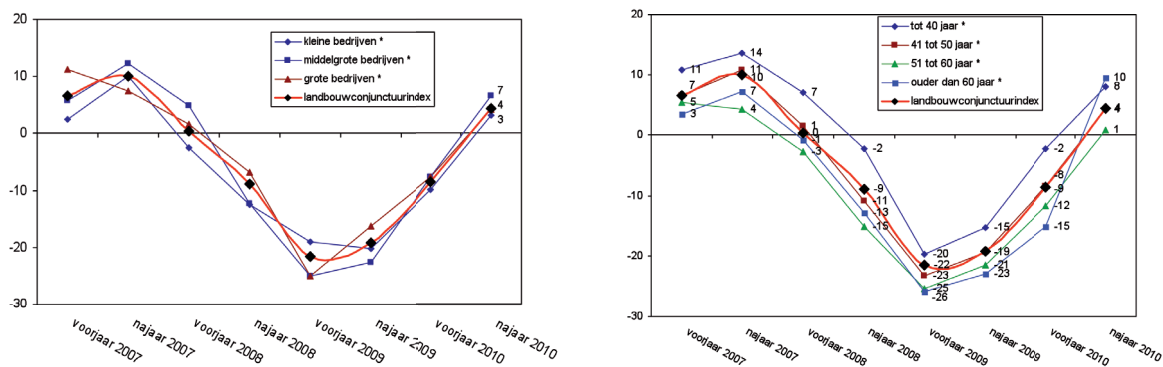 20
10
0
-10
-20
-30
kleine bedrijven *
middelgrote bedrijven *
grote bedrijven *
landbouwconjunctuurindex
7
4
3
voorjaar 2007
najaar 2007
voorjaar 2008
najaar 2008
voorjaar 2009
najaar 2009
voorjaar 2010
najaar 2010
20
10
0
-10
-20
-30
tot 40 jaar *
41 tot 50 jaar *
51 tot 60 jaar *
ouder dan 60 jaar *
landbouwconjunctuurindex
11
7
5
3
14
11
10
7
4
7
1
0
-1
-3
-2
-9
-11
-13
-15
-20
-22
-23
-25
-26
-15
-19
-21
-23
-2
-8
-9
-12
-15
10
8
4
1
voorjaar 2007
najaar 2007
voorjaar 2008
najaar 2008
voorjaar 2009
najaar 2009
voorjaar 2010
najaar 2010